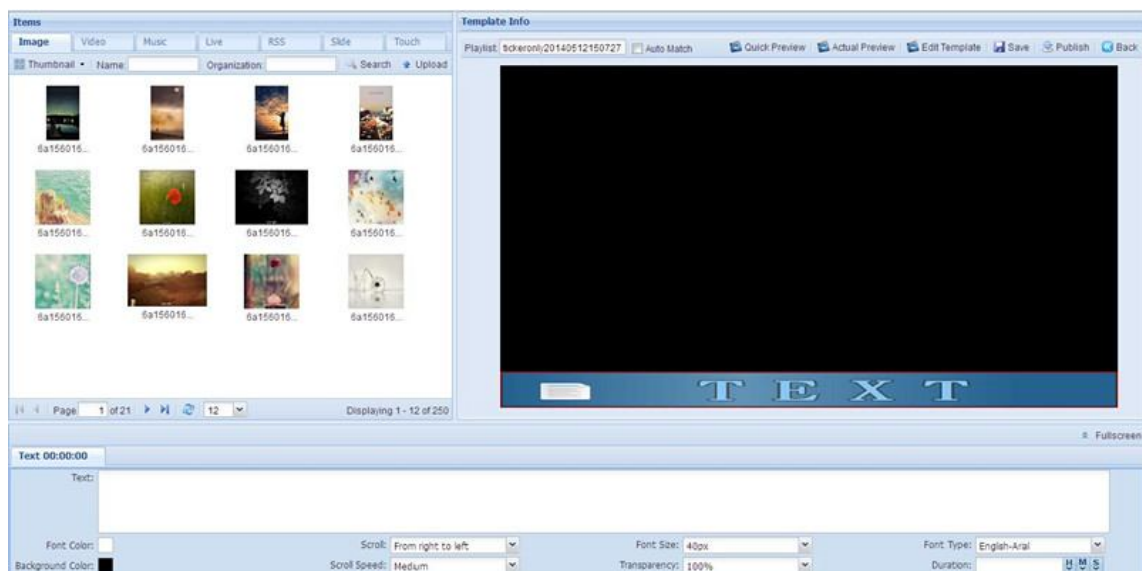 Items
Image Video Music Live RSS Slide Touch
Thumbnail Name: Organization: Search Upload
6a156016... 6a156016... 6a156016... 6a156016...
6a156016... 6a156016... 6a156016... 6a156016...
6a156016... 6a156016... 6a156016... 6a156016...
Page 1 of 21 12 Displaying 1 - 12 of 250
Template Info
Playlist: tickeronly20140512150727 Auto Match Quick Preview Actual Preview Edit Template Save Publish Back
TEXT
Fullscreen
Text 00:00:00
Text:
Font Color: Scroll: From right to left Font Size: 40px Font Type: English-Arial
Background Color: Scroll Speed: Medium Transparency: 100% Duration: H M S